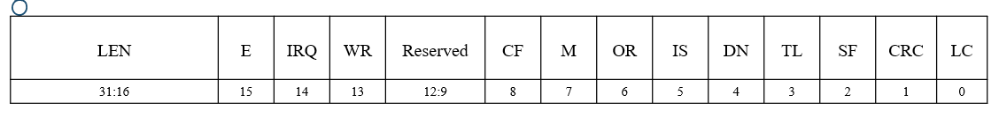 LEN E IRQ WR Reserved CF M OR IS DN TL SF CRC LC
31:16 15 14 13 12:9 8 7 6 5 4 3 2 1 0